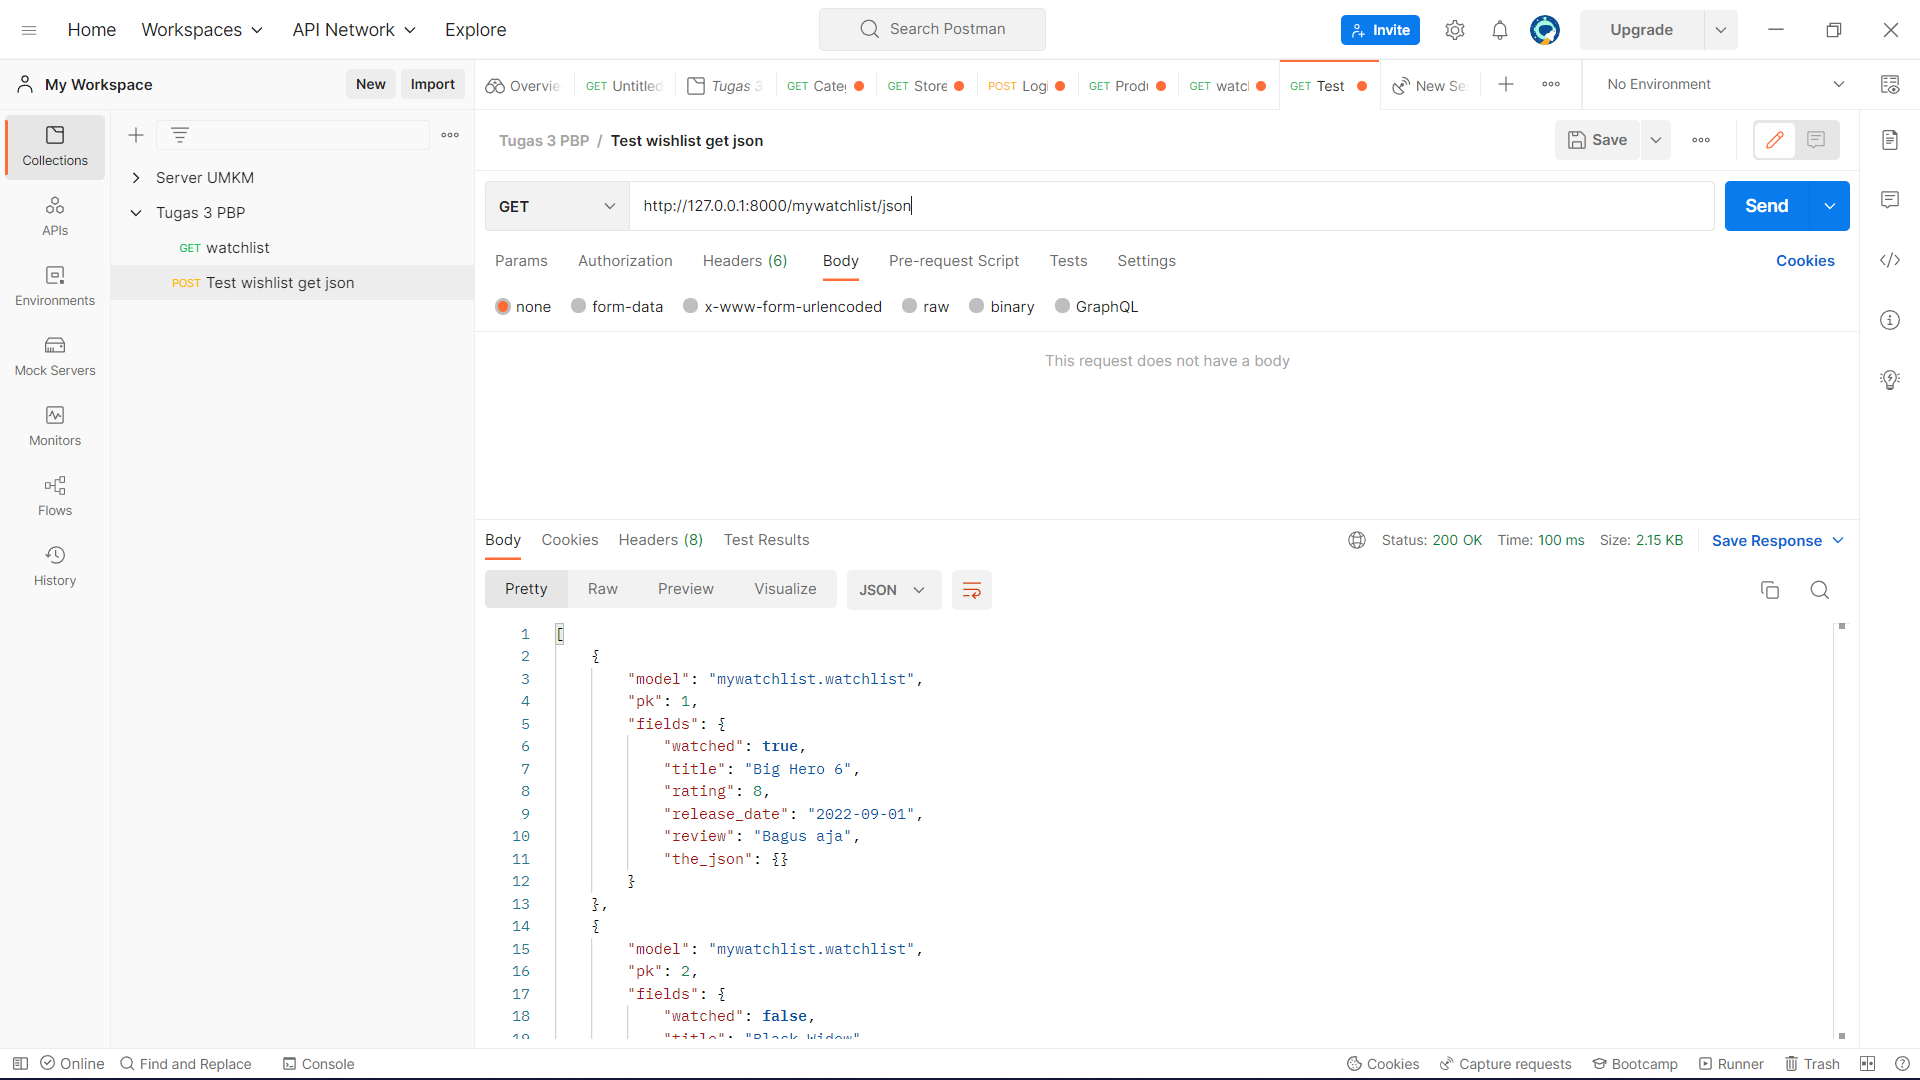 Home Workspaces API Network Explore Search Postman Invite Upgrade
My Workspace New Import
Overvie GET Untitled Tugas 3 GET Cate GET Store POST Logi GET Prod GET watcl GET Test New Se No Environment
Collections
APIs
Environments
Mock Servers
Monitors
Flows
History
Server UMKM
Tugas 3 PBP
GET watchlist
POST Test wishlist get json
Tugas 3 PBP / Test wishlist get json Save
GET http://127.0.0.1:8000/mywatchlist/json Send
Params Authorization Headers (6) Body Pre-request Script Tests Settings Cookies
none form-data x-www-form-urlencoded raw binary GraphQL
This request does not have a body
Body Cookies Headers (8) Test Results Status: 200 OK Time: 100 ms Size: 2.15 KB Save Response
Pretty Raw Preview Visualize JSON
1 [
2 {
3 "model": "mywatchlist.watchlist",
4 "pk": 1,
5 "fields": {
6 "watched": true,
7 "title": "Big Hero 6",
8 "rating": 8,
9 "release_date": "2022-09-01",
10 "review": "Bagus aja",
11 "the_json": {}
12 }
13 },
14 {
15 "model": "mywatchlist.watchlist",
16 "pk": 2,
17 "fields": {
18 "watched": false,
19 "title": "Black Widow"
Online Find and Replace Console Cookies Capture requests Bootcamp Runner Trash